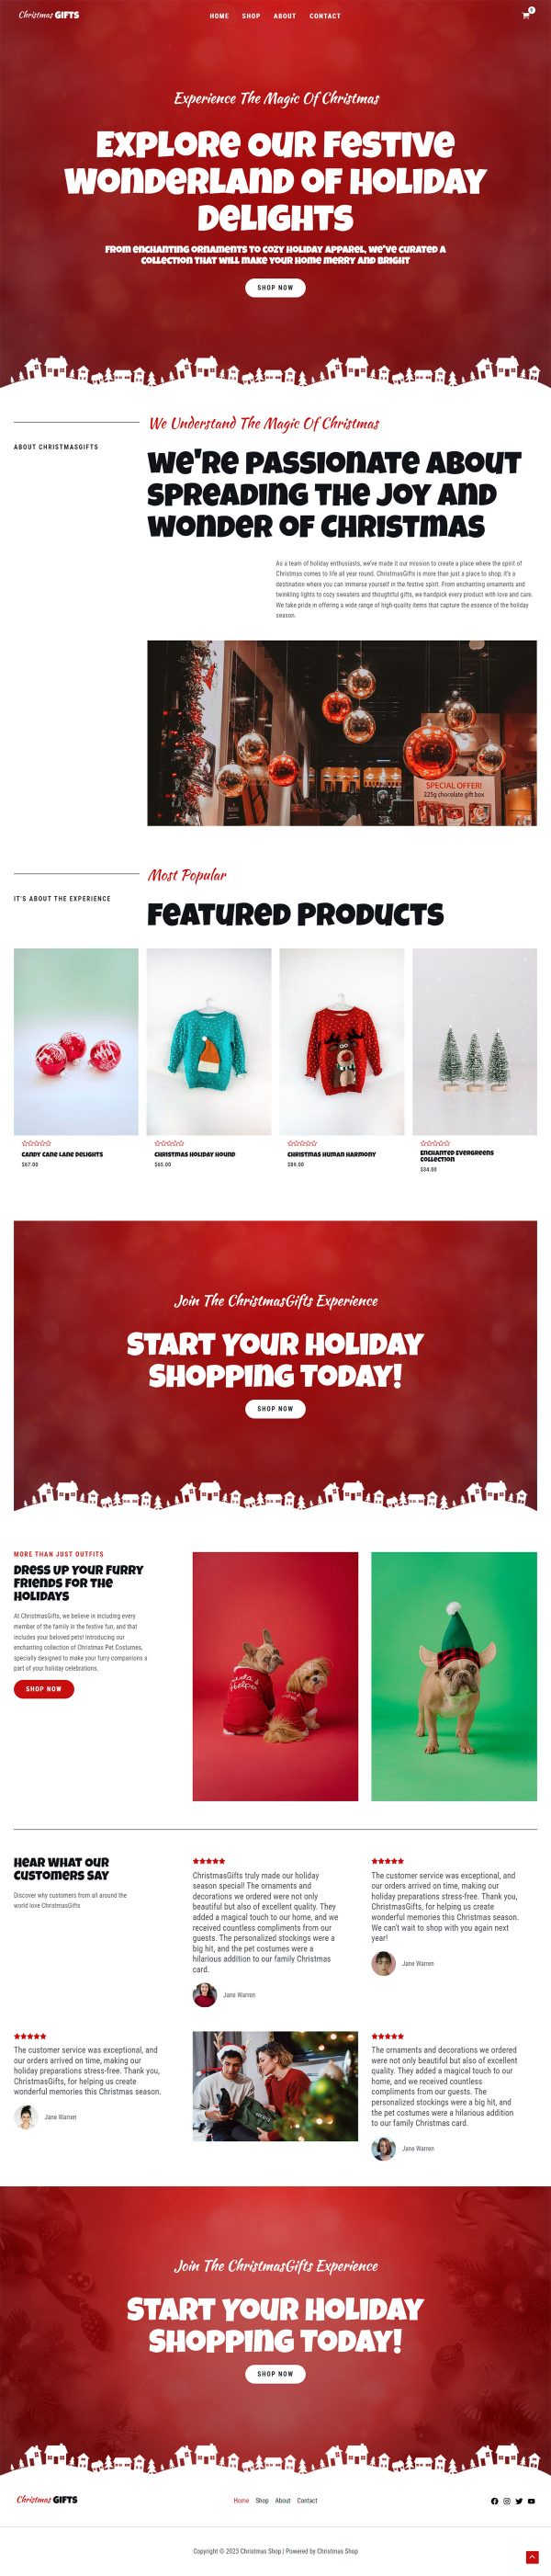 Christmas GIFTS
HOME SHOP ABOUT CONTACT
0
Experience The Magic Of Christmas
EXPLORE OUR FESTIVE
WONDERLAND OF HOLIDAY
DELIGHTS
FROM ENCHANTING ORNAMENTS TO COZY HOLIDAY APPAREL, WE'VE CURATED A
COLLECTION THAT WILL MAKE YOUR HOME MERRY AND BRIGHT
SHOP NOW
We Understand The Magic Of Christmas
ABOUT CHRISTMASGIFTS
WE'RE PASSIONATE ABOUT
SPREADING THE JOY AND
WONDER OF CHRISTMAS
As a team of holiday enthusiasts, we've made it our mission to create a place where the spirit of
Christmas comes to life all year round. ChristmasGifts is more than just a place to shop; it's a
destination where you can immerse yourself in the festive spirit. From enchanting ornaments and
twinkling lights to cozy sweaters and thoughtful gifts, we handpick every product with love and care.
We take pride in offering a wide range of high-quality items that capture the essence of the holiday
season.
SPECIAL OFFER!
225g chocolate gift box
Most Popular
IT'S ABOUT THE EXPERIENCE
FEATURED PRODUCTS
CANDY CANE LANE DELIGHTS
$67.00
CHRISTMAS HOLIDAY HOUND
$65.00
CHRISTMAS HUMAN HARMONY
$89.00
ENCHANTED EVERGREENS
COLLECTION
$34.00
Join The ChristmasGifts Experience
START YOUR HOLIDAY
SHOPPING TODAY!
SHOP NOW
MORE THAN JUST OUTFITS
DRESS UP YOUR FURRY
FRIENDS FOR THE
HOLIDAYS
At ChristmasGifts, we believe in including every
member of the family in the festive fun, and that
includes your beloved pets! Introducing our
enchanting collection of Christmas Pet Costumes,
specially designed to make your furry companions a
part of your holiday celebrations.
SHOP NOW
Santa's
Helper
HEAR WHAT OUR
CUSTOMERS SAY
Discover why customers from all around the
world love ChristmasGifts
ChristmasGifts truly made our holiday
season special! The ornaments and
decorations we ordered were not only
beautiful but also of excellent quality. They
added a magical touch to our home, and we
received countless compliments from our
guests. The personalized stockings were a
big hit, and the pet costumes were a
hilarious addition to our family Christmas
card.
Jane Warren
The customer service was exceptional, and
our orders arrived on time, making our
holiday preparations stress-free. Thank you,
ChristmasGifts, for helping us create
wonderful memories this Christmas season.
We can't wait to shop with you again next
year!
Jane Warren
The customer service was exceptional, and
our orders arrived on time, making our
holiday preparations stress-free. Thank you,
ChristmasGifts, for helping us create
wonderful memories this Christmas season.
Jane Warren
The ornaments and decorations we ordered
were not only beautiful but also of excellent
quality. They added a magical touch to our
home, and we received countless
compliments from our guests. The
personalized stockings were a big hit, and
the pet costumes were a hilarious addition
to our family Christmas card.
Jane Warren
Join The ChristmasGifts Experience
START YOUR HOLIDAY
SHOPPING TODAY!
SHOP NOW
Christmas GIFTS
Home Shop About Contact
Copyright © 2023 Christmas Shop | Powered by Christmas Shop